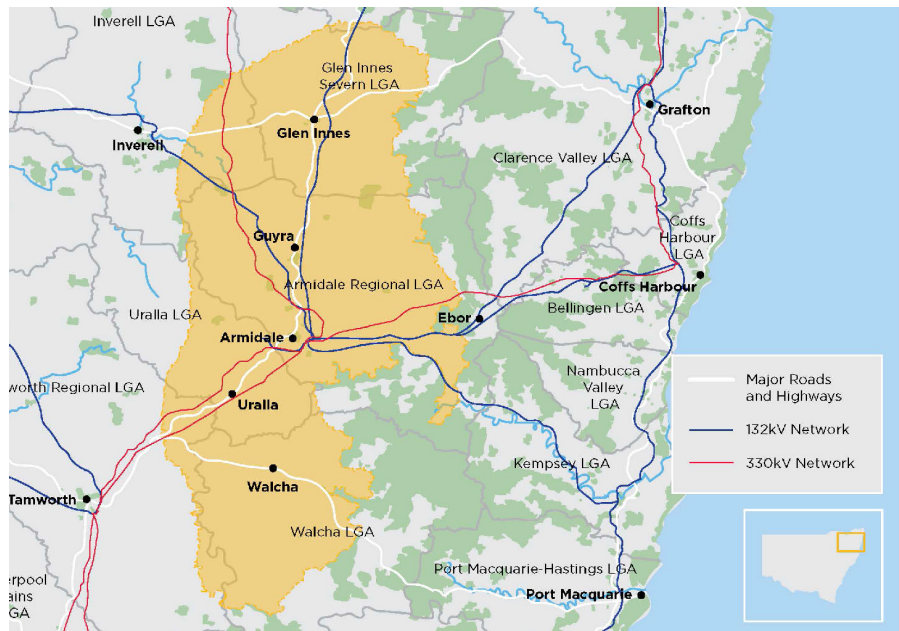 Inverell LGA
Glen Innes
Severn LGA
Glen Innes
Inverell
Grafton
Clarence Valley LGA
Guyra
Coffs
Harbour
LGA
Armidale Regional LGA
Coffs Harbour
Bellingen LGA
Uralla LGA
Ebor
Armidale
Nambucca
Valley
LGA
worth Regional LGA
Uralla
Major Roads
and Highways
132kV Network
330kV Network
Kempsey LGA
Walcha
Tamworth
Walcha LGA
Port Macquarie-Hastings LGA
Port Macquarie
erpool
ains
GA